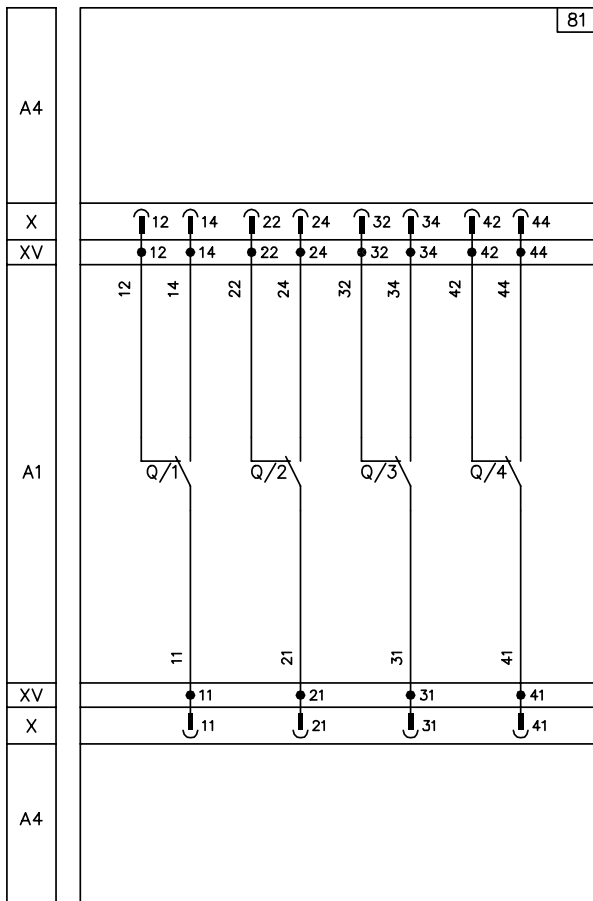 81
A4
X 12 14 22 24 32 34 42 44
XV 12 14 22 24 32 34 42 44
12 14 22 24 32 34 42 44
A1 Q/1 Q/2 Q/3 Q/4
11 21 31 41
XV 11 21 31 41
X 11 21 31 41
A4